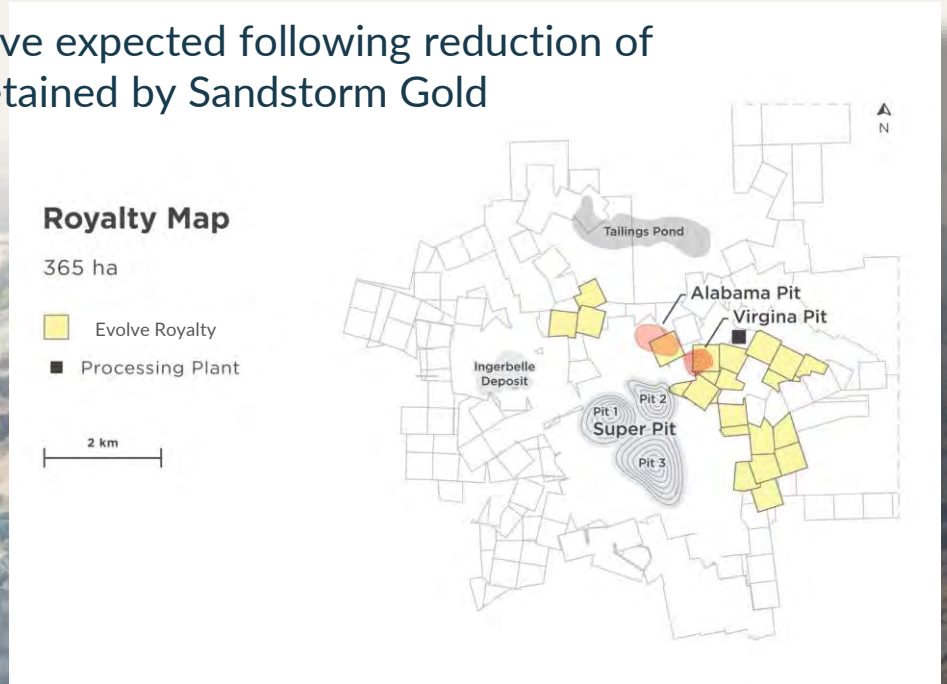 ve expected following reduction of
etained by Sandstorm Gold
N
Royalty Map
365 ha
Evolve Royalty
Processing Plant
2 km
Tailings Pond
Alabama Pit
Virgina Pit
Ingerbelle
Deposit
Pit 2
Pit 1
Super Pit
Pit 3